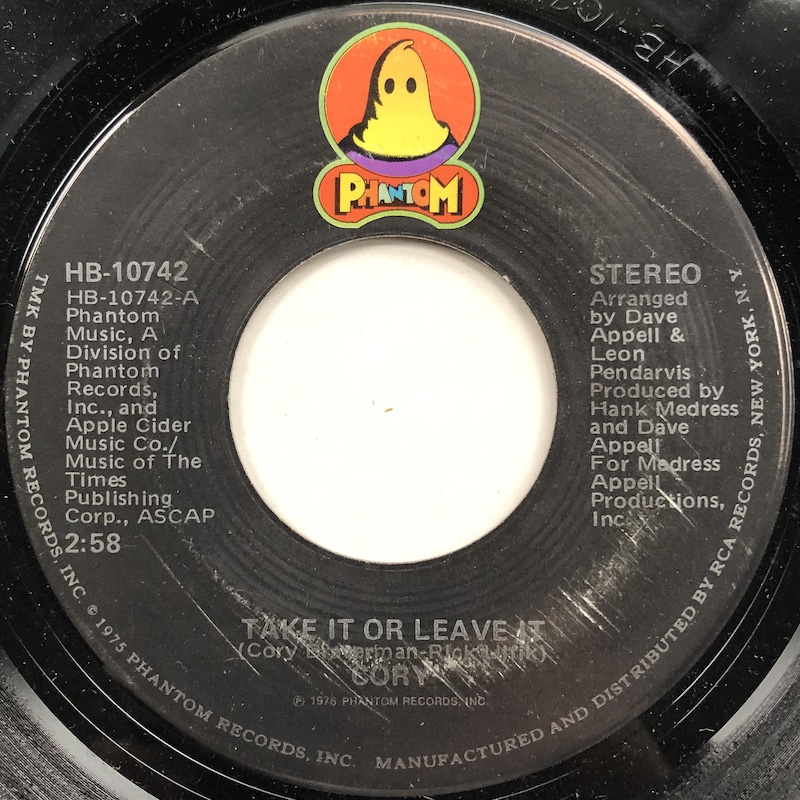 PHANTOM
HB-10742
HB-10742-A
Phantom
Music, A
Division of
Phantom
Records,
Inc., and
Apple Cider
Music Co./
Music of The
Times
Publishing
Corp., ASCAP
2:58
STEREO
Arranged
by Dave
Appell &
Leon
Pendarvis
Produced by
Hank Medress
and Dave
Appell
For Medress
Appell
Productions,
Inc.
TAKE IT OR LEAVE IT
(Cory
CORY
℗ 1976 PHANTOM RECORDS, INC.
TMK BY PHANTOM RECORDS, INC. © 1975 PHANTOM RECORDS, INC. MANUFACTURED AND DISTRIBUTED BY RCA RECORDS, NEW YORK, N.Y